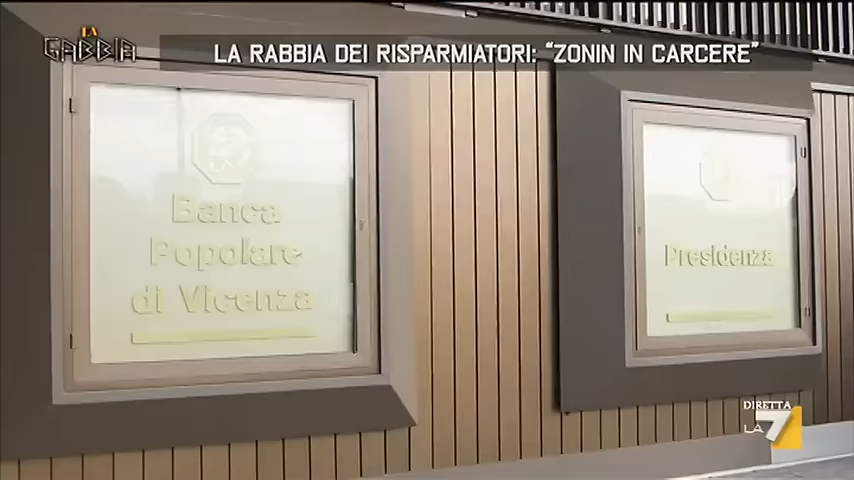 LA
GABBIA
LA RABBIA DEI RISPARMIATORI: “ZONIN IN CARCERE”
Banca
Popolare
di Vicenza
Presidenza
DIRETTA
LA7